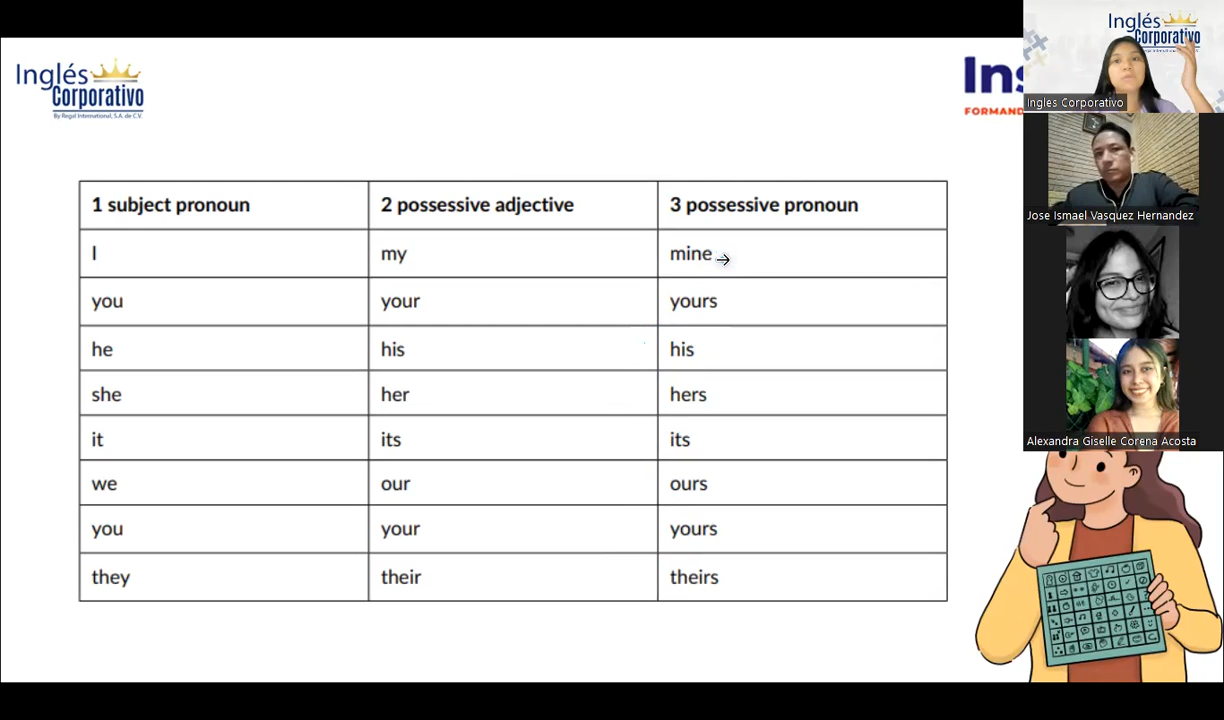 Inglés
Corporativo
By Regal International, S.A. de C.V.
Ins
FORMAND
1 subject pronoun 2 possessive adjective 3 possessive pronoun
I my mine
you your yours
he his his
she her hers
it its its
we our ours
you your yours
they their theirs
Inglés
Corporativo
Ingles Corporativo
Jose Ismael Vasquez Hernandez
Alexandra Giselle Corena Acosta